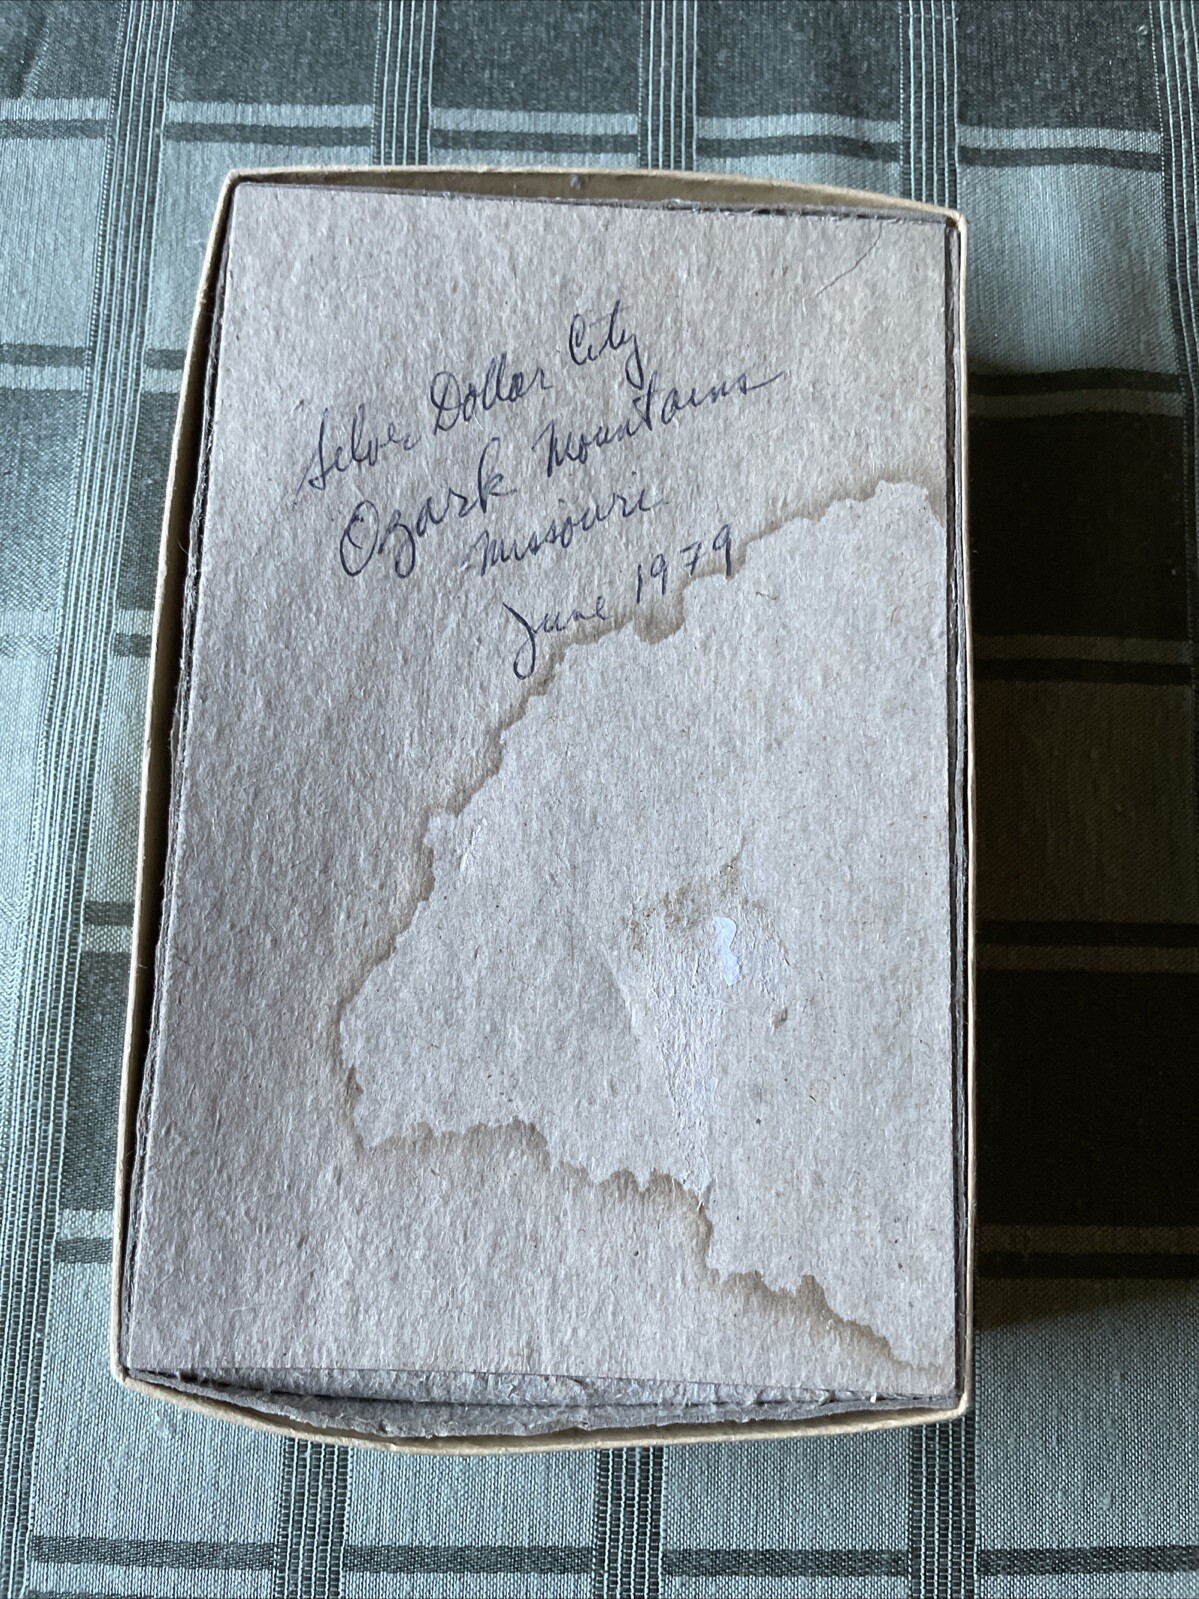 Silver Dollar City
Ozark Mountains
Missouri
June 1979